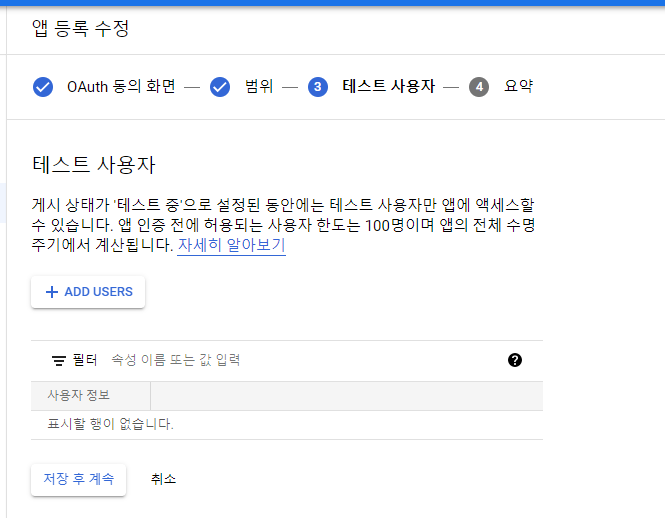 앱 등록 수정
OAuth 동의 화면 — 범위 — 3 테스트 사용자 — 4 요약
테스트 사용자
게시 상태가 '테스트 중'으로 설정된 동안에는 테스트 사용자만 앱에 액세스할
수 있습니다. 앱 인증 전에 허용되는 사용자 한도는 100명이며 앱의 전체 수명
주기에서 계산됩니다. 자세히 알아보기
+ ADD USERS
필터 속성 이름 또는 값 입력 ?
사용자 정보
표시할 행이 없습니다.
저장 후 계속 취소